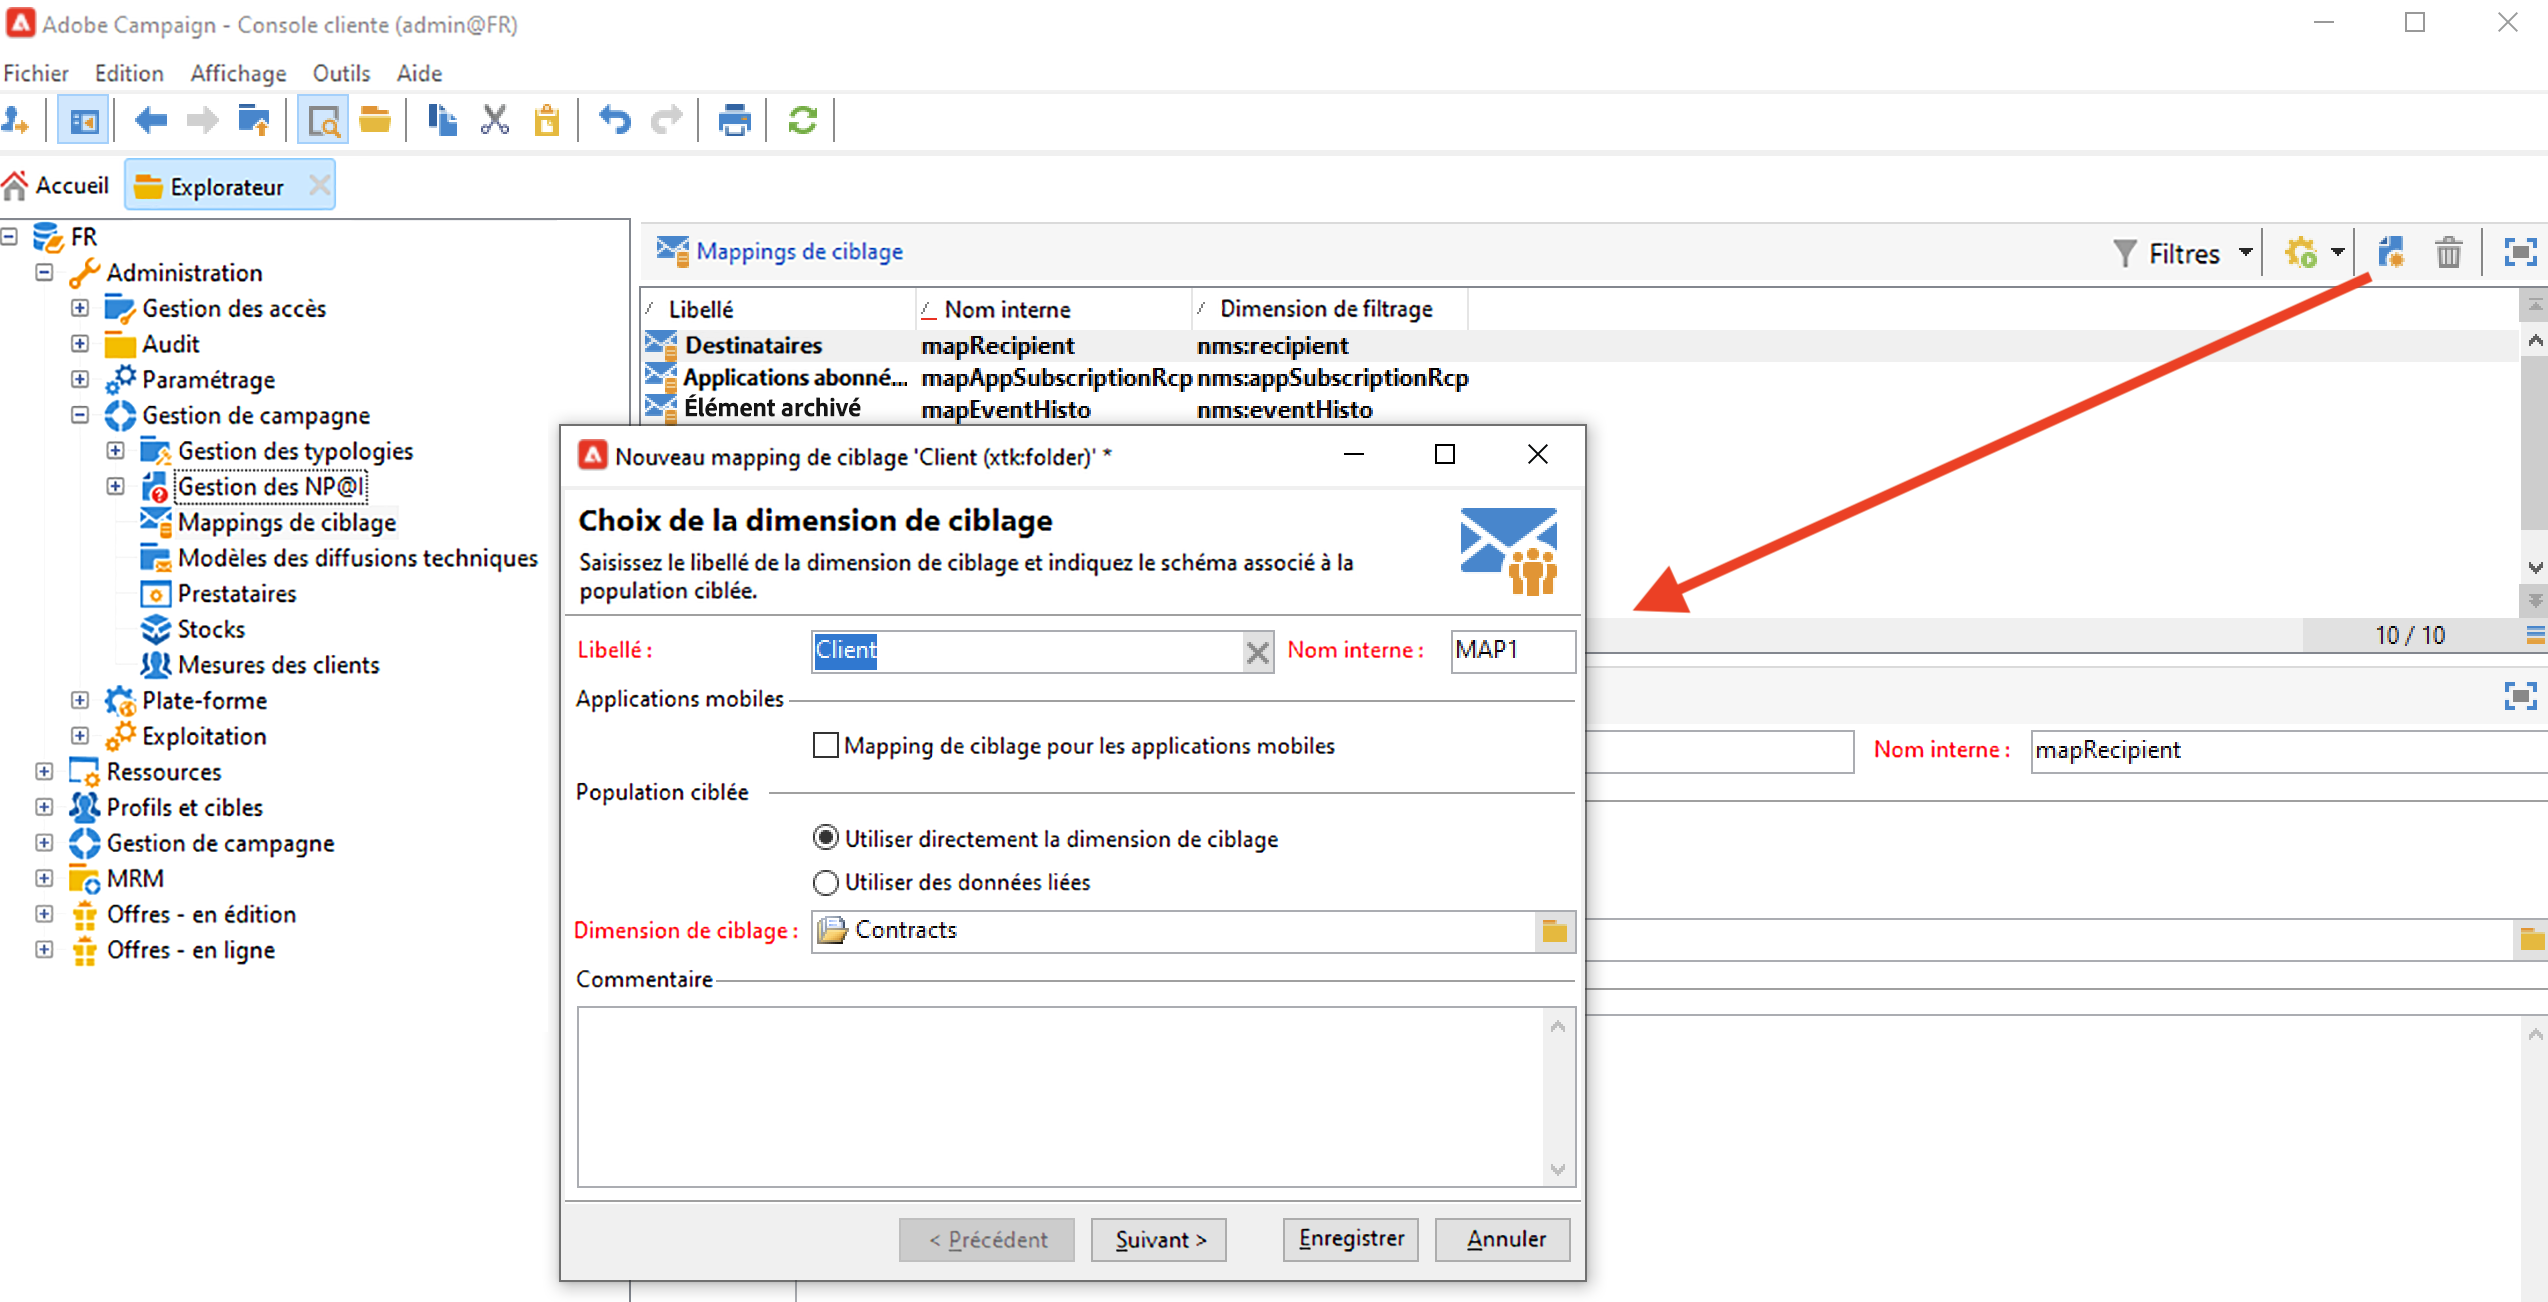 Adobe Campaign - Console cliente (admin@FR)
Fichier Edition Affichage Outils Aide
Accueil Explorateur
FR
Administration
Gestion des accès
Audit
Paramétrage
Gestion de campagne
Gestion des typologies
Gestion des NP@I
Mappings de ciblage
Modèles des diffusions techniques
Prestataires
Stocks
Mesures des clients
Plate-forme
Exploitation
Ressources
Profils et cibles
Gestion de campagne
MRM
Offres - en édition
Offres - en ligne
Mappings de ciblage Filtres
Libellé Nom interne Dimension de filtrage
Destinataires mapRecipient nms:recipient
Applications abonné... mapAppSubscriptionRcp nms:appSubscriptionRcp
Élément archivé mapEventHisto nms:eventHisto
10 / 10
Nom interne : mapRecipient
Nouveau mapping de ciblage 'Client (xtk:folder)' *
Choix de la dimension de ciblage
Saisissez le libellé de la dimension de ciblage et indiquez le schéma associé à la
population ciblée.
Libellé : Client Nom interne : MAP1
Applications mobiles
Mapping de ciblage pour les applications mobiles
Population ciblée
Utiliser directement la dimension de ciblage
Utiliser des données liées
Dimension de ciblage : Contracts
Commentaire
< Précédent Suivant > Enregistrer Annuler